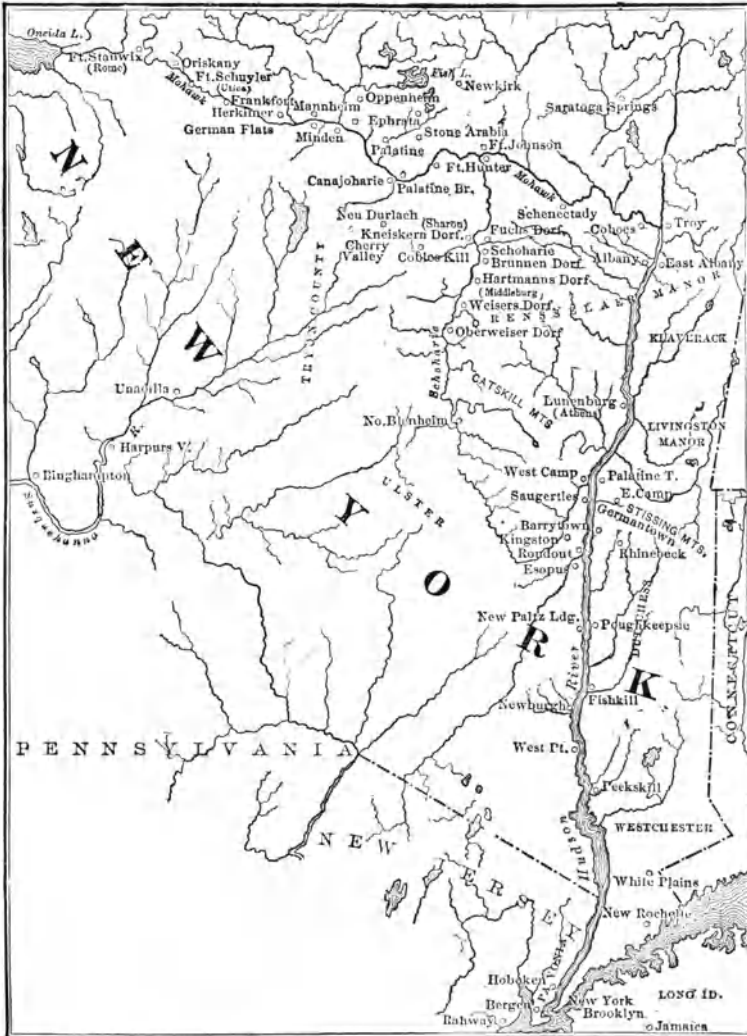 Oneida L.
Ft. Stanwix
(Rome)
Oriskany
Ft. Schuyler
(Utica)
Mohawk
Frankfort
Herkimer
German Flats
Mannheim
Minden
Oppenheim
Ephrata
Palatine
Fish L.
Newkirk
Stone Arabia
Ft. Johnson
Saratoga Springs
Canajoharie
Palatine Br.
Ft. Hunter
Mohawk
Schenectady
Cohoes
Troy
Neu Durlach
(Sharon)
Kneiskern Dorf.
Cherry
Valley
Cobles Kill
Fuchs Dorf.
Schoharie
Brunnen Dorf.
Albany
East Albany
Hartmanns Dorf
(Middleburg)
Weisers Dorf.
RENSSELAER MANOR
Oberweiser Dorf
Schoharie
TRYON COUNTY
KLAVERACK
Unadilla
CATSKILL MTS
Lunenburg
(Athens)
LIVINGSTON
MANOR
No. Blenheim
Harpurs V.
R.
Binghampton
Susquehanna
West Camp
Palatine T.
Saugerties
E. Camp
STISSING MTS.
Germantown
ULSTER
Barrytown
Kingston
Rondout
Rhinebeck
Esopus
NEW YORK
DUTCHESS
New Paltz Ldg.
Poughkeepsie
River
CONNECTICUT
Newburgh
Fishkill
PENNSYLVANIA
West Pt.
Peekskill
NEW JERSEY
Hudson
WESTCHESTER
White Plains
New Rochelle
PAVONIA
Hoboken
Bergen
New York
Brooklyn
LONG ID.
Rahway
Jamaica